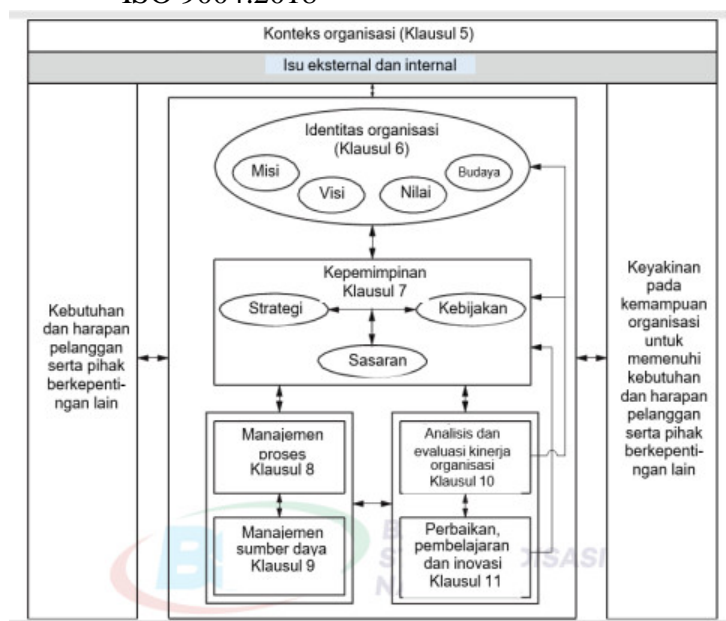 ISO 9004:2018
Konteks organisasi (Klausul 5)
Isu eksternal dan internal
Identitas organisasi
(Klausul 6)
Misi
Visi
Nilai
Budaya
Kepemimpinan
Klausul 7
Strategi
Kebijakan
Sasaran
Kebutuhan
dan harapan
pelanggan
serta pihak
berkepenti-
ngan lain
Keyakinan
pada
kemampuan
organisasi
untuk
memenuhi
kebutuhan
dan harapan
pelanggan
serta pihak
berkepenti-
ngan lain
Manajemen
proses
Klausul 8
Analisis dan
evaluasi kinerja
organisasi
Klausul 10
Manajemen
sumber daya
Klausul 9
Perbaikan,
pembelajaran
dan inovasi
Klausul 11